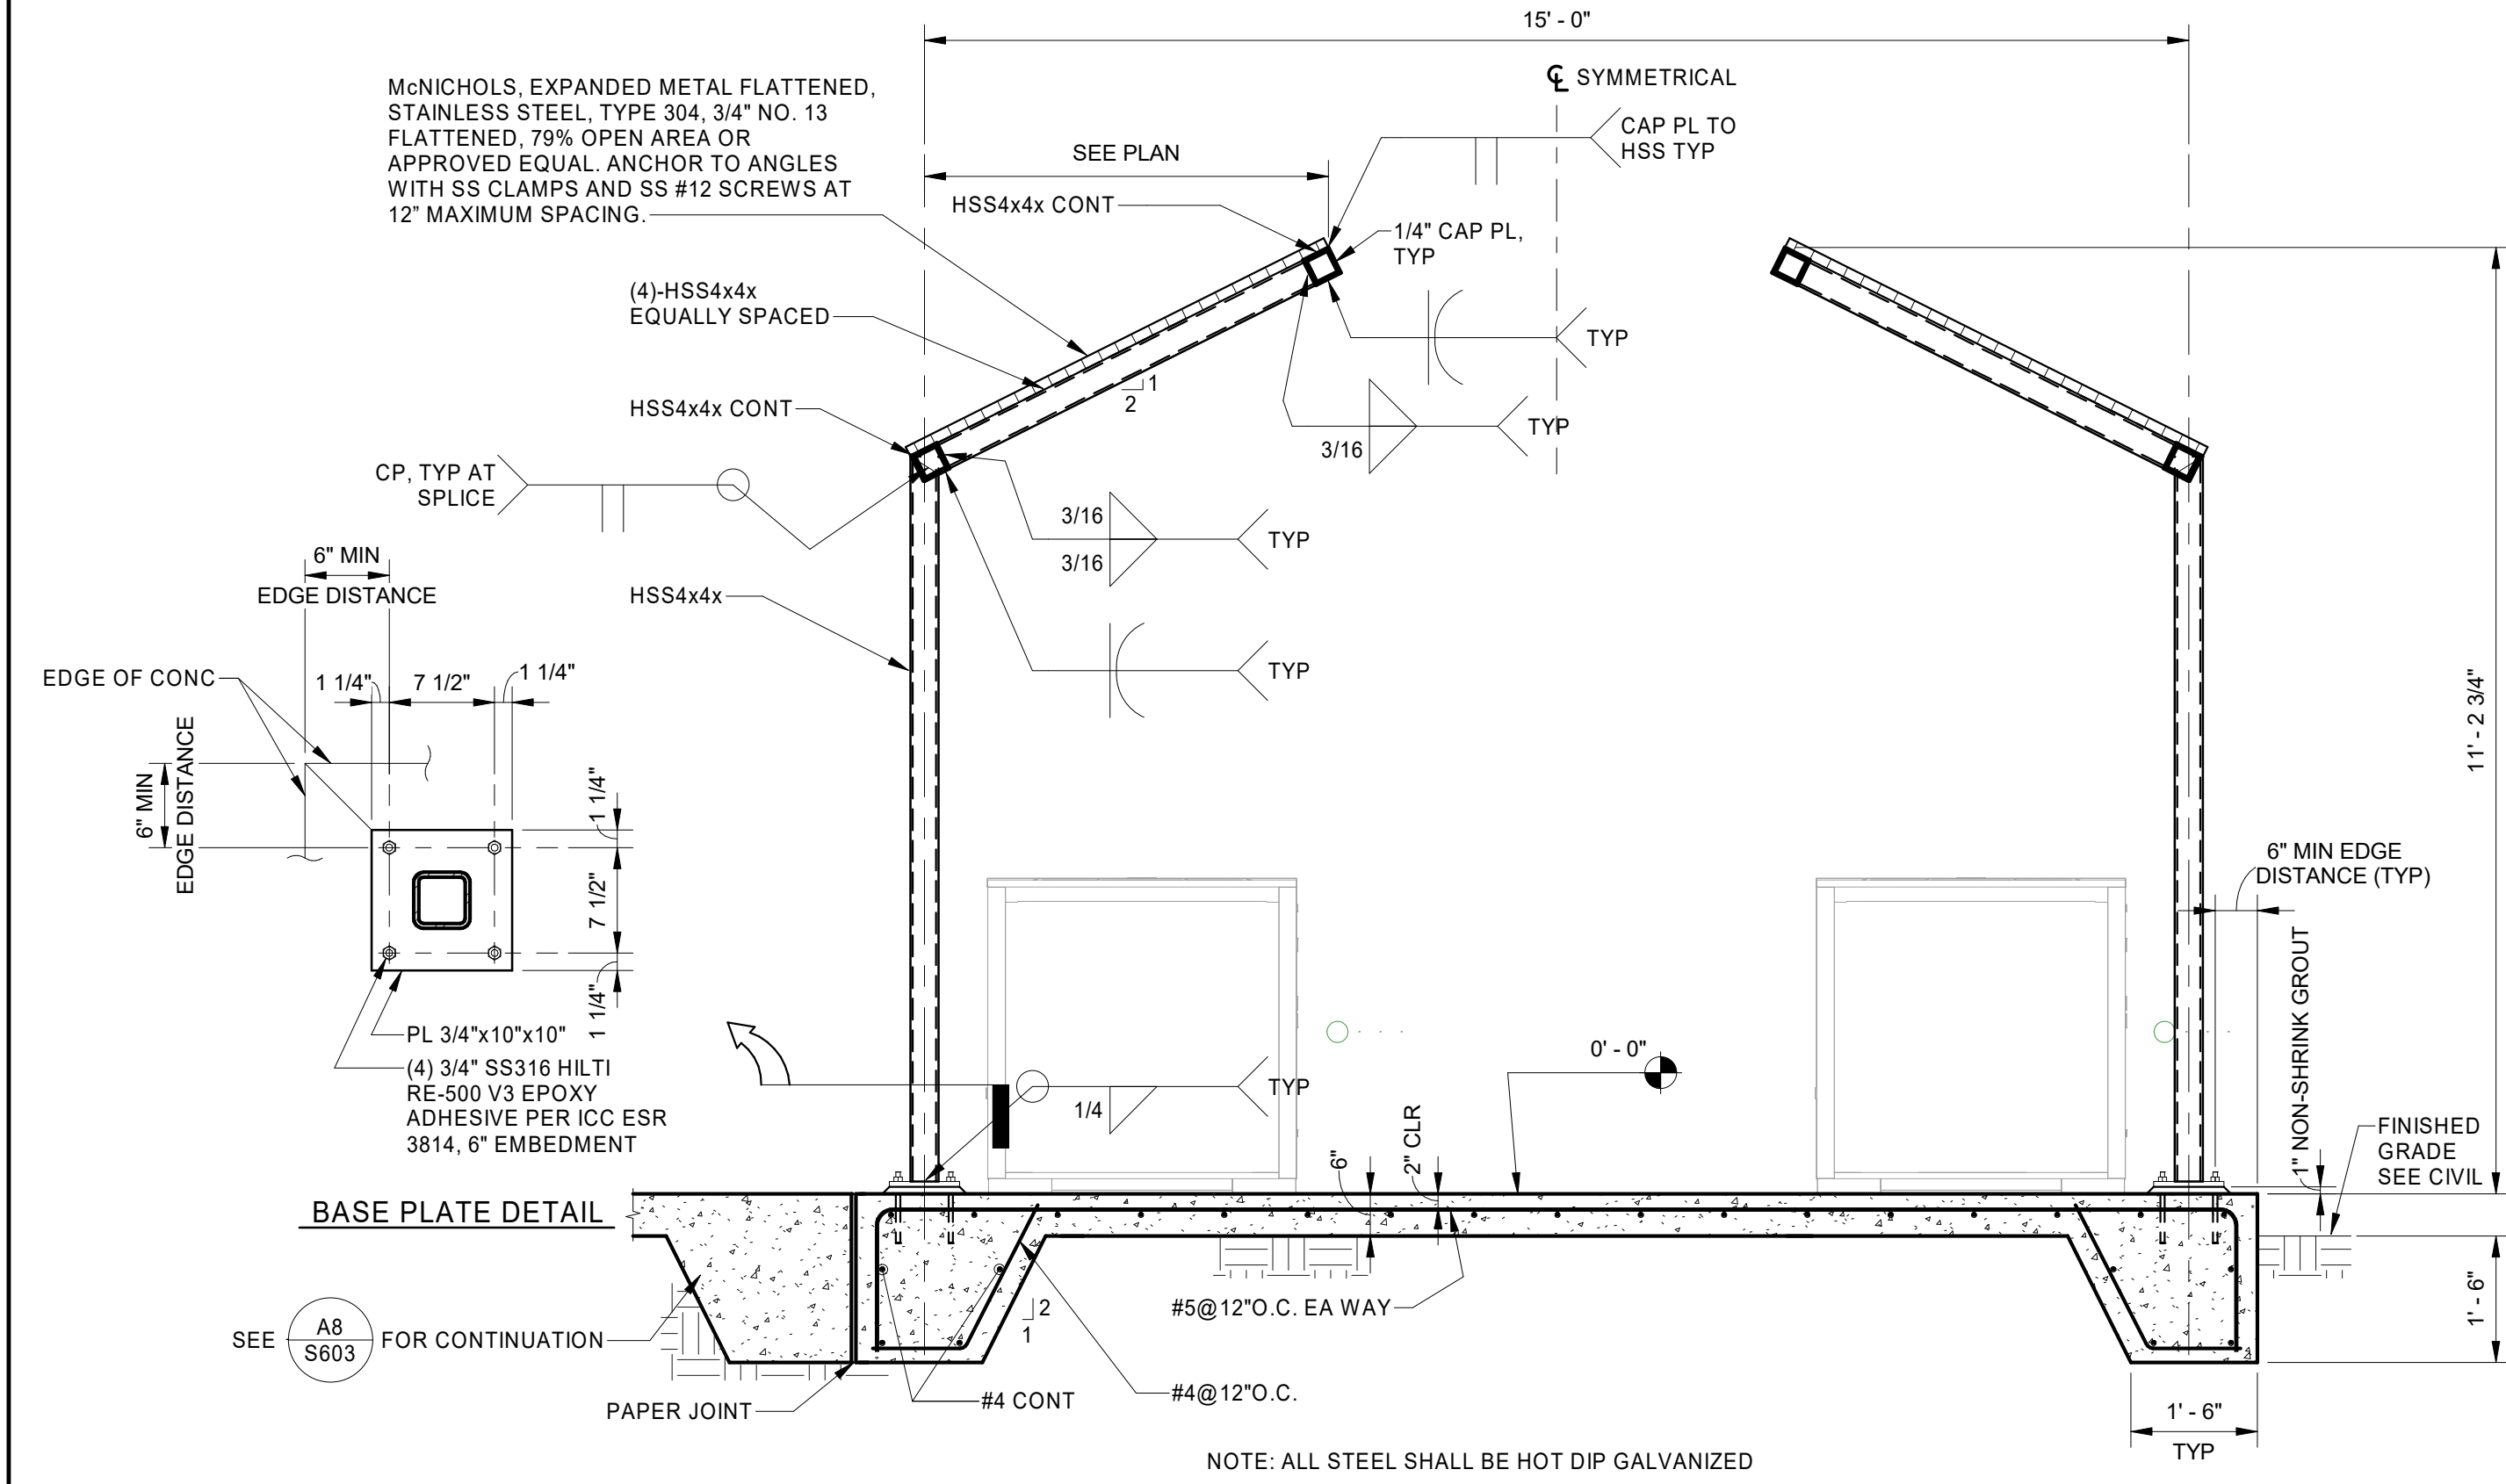 15' - 0"
℄ SYMMETRICAL
McNICHOLS, EXPANDED METAL FLATTENED,
STAINLESS STEEL, TYPE 304, 3/4" NO. 13
FLATTENED, 79% OPEN AREA OR
APPROVED EQUAL. ANCHOR TO ANGLES
WITH SS CLAMPS AND SS #12 SCREWS AT
12” MAXIMUM SPACING.
SEE PLAN
CAP PL TO
HSS TYP
HSS4x4x CONT
1/4" CAP PL,
TYP
(4)-HSS4x4x
EQUALLY SPACED
TYP
1
2
HSS4x4x CONT
TYP
3/16
CP, TYP AT
SPLICE
3/16
3/16
TYP
6" MIN
EDGE DISTANCE
HSS4x4x
TYP
EDGE OF CONC
1 1/4"
7 1/2"
1 1/4"
6" MIN
EDGE DISTANCE
1 1/4"
7 1/2"
1 1/4"
11' - 2 3/4"
6" MIN EDGE
DISTANCE (TYP)
PL 3/4"x10"x10"
(4) 3/4" SS316 HILTI
RE-500 V3 EPOXY
ADHESIVE PER ICC ESR
3814, 6" EMBEDMENT
TYP
1/4
0' - 0"
6"
2" CLR
1" NON-SHRINK GROUT
FINISHED
GRADE
SEE CIVIL
BASE PLATE DETAIL
SEE
A8
S603
FOR CONTINUATION
2
1
#5@12"O.C. EA WAY
1' - 6"
#4@12"O.C.
#4 CONT
PAPER JOINT
1' - 6"
TYP
NOTE: ALL STEEL SHALL BE HOT DIP GALVANIZED